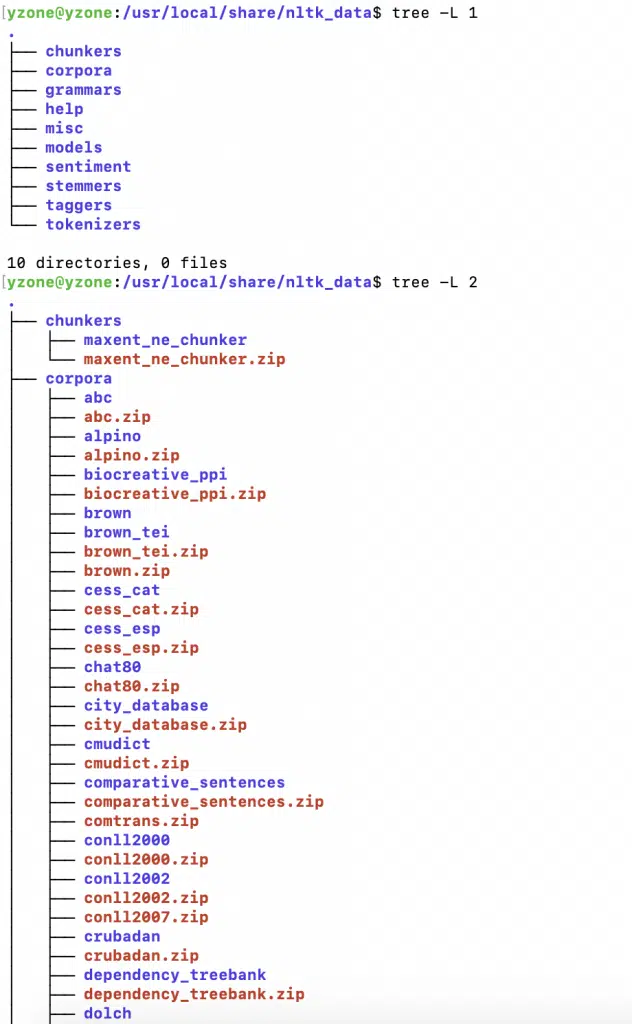 [yzone@yzone:/usr/local/share/nltk_data$ tree -L 1
.
├── chunkers
├── corpora
├── grammars
├── help
├── misc
├── models
├── sentiment
├── stemmers
├── taggers
└── tokenizers
10 directories, 0 files
[yzone@yzone:/usr/local/share/nltk_data$ tree -L 2
.
├── chunkers
│   ├── maxent_ne_chunker
│   └── maxent_ne_chunker.zip
├── corpora
│   ├── abc
│   ├── abc.zip
│   ├── alpino
│   ├── alpino.zip
│   ├── biocreative_ppi
│   ├── biocreative_ppi.zip
│   ├── brown
│   ├── brown_tei
│   ├── brown_tei.zip
│   ├── brown.zip
│   ├── cess_cat
│   ├── cess_cat.zip
│   ├── cess_esp
│   ├── cess_esp.zip
│   ├── chat80
│   ├── chat80.zip
│   ├── city_database
│   ├── city_database.zip
│   ├── cmudict
│   ├── cmudict.zip
│   ├── comparative_sentences
│   ├── comparative_sentences.zip
│   ├── comtrans.zip
│   ├── conll2000
│   ├── conll2000.zip
│   ├── conll2002
│   ├── conll2002.zip
│   ├── conll2007.zip
│   ├── crubadan
│   ├── crubadan.zip
│   ├── dependency_treebank
│   ├── dependency_treebank.zip
│   ├── dolch